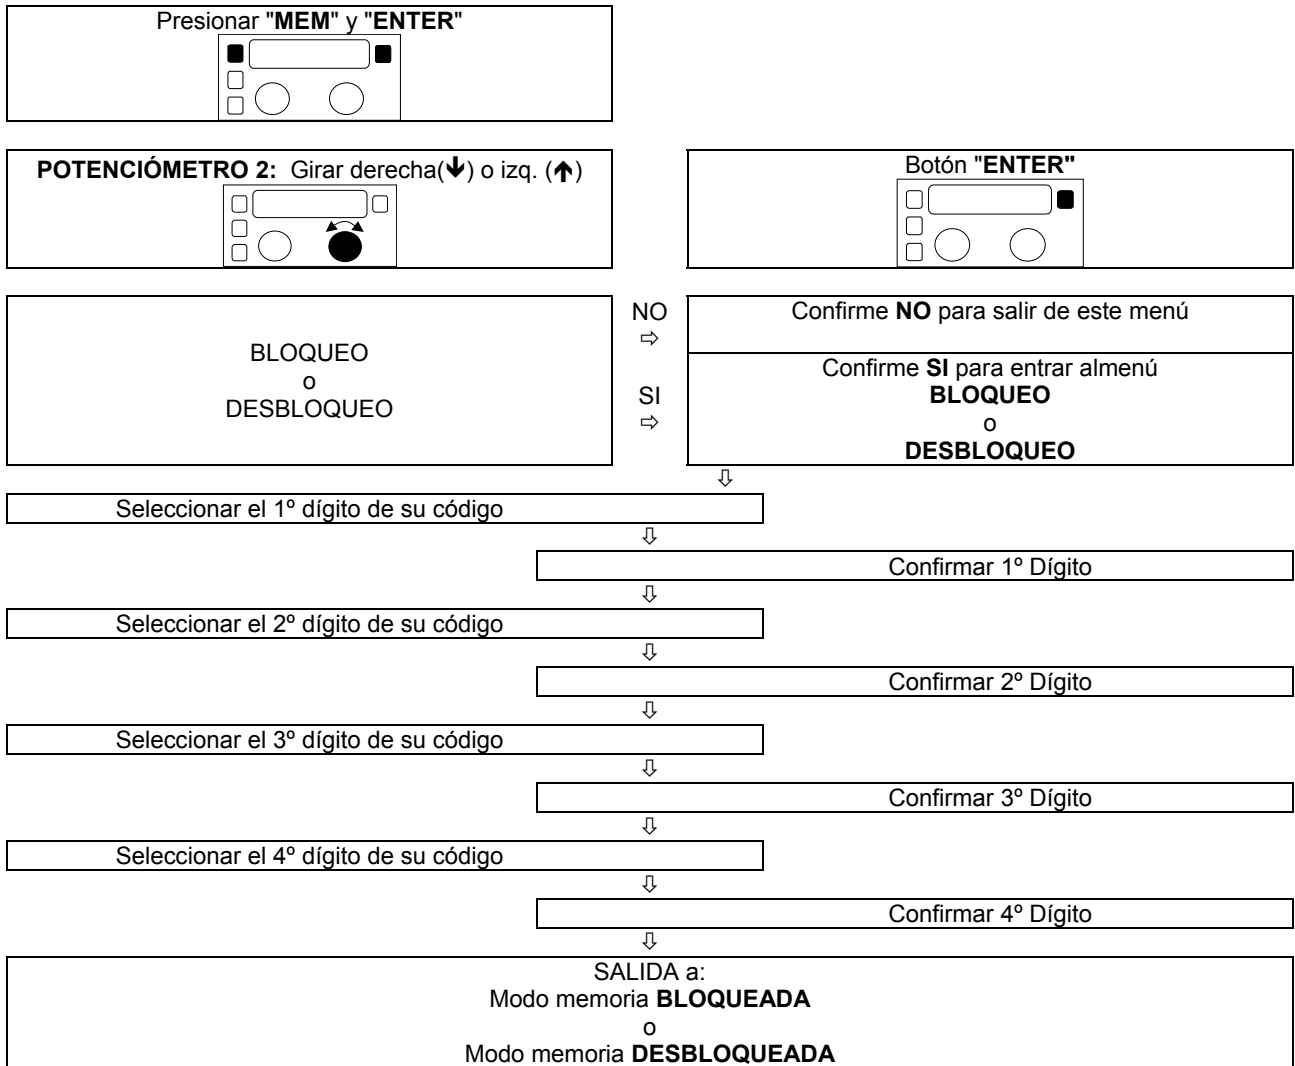 Presionar "MEM" y "ENTER"
POTENCIÓMETRO 2: Girar derecha(🡻) o izq. (🡹)
Botón "ENTER"
BLOQUEO
o
DESBLOQUEO
NO
⇨
SI
⇨
Confirme NO para salir de este menú
Confirme SI para entrar almenú
BLOQUEO
o
DESBLOQUEO
⇩
Seleccionar el 1º dígito de su código
⇩
Confirmar 1º Dígito
⇩
Seleccionar el 2º dígito de su código
⇩
Confirmar 2º Dígito
⇩
Seleccionar el 3º dígito de su código
⇩
Confirmar 3º Dígito
⇩
Seleccionar el 4º dígito de su código
⇩
Confirmar 4º Dígito
⇩
SALIDA a:
Modo memoria BLOQUEADA
o
Modo memoria DESBLOQUEADA